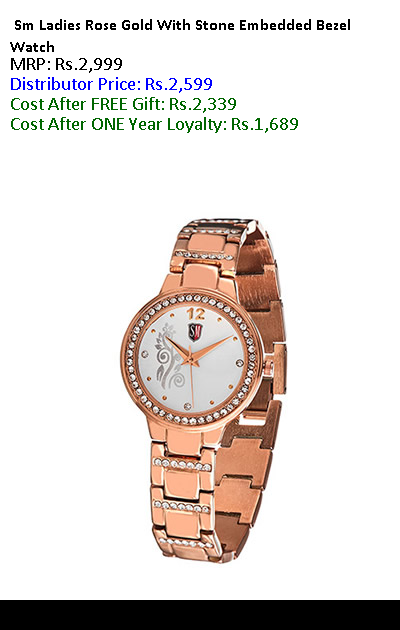 Sm Ladies Rose Gold With Stone Embedded Bezel
Watch
MRP: Rs.2,999
Distributor Price: Rs.2,599
Cost After FREE Gift: Rs.2,339
Cost After ONE Year Loyalty: Rs.1,689
12
SM